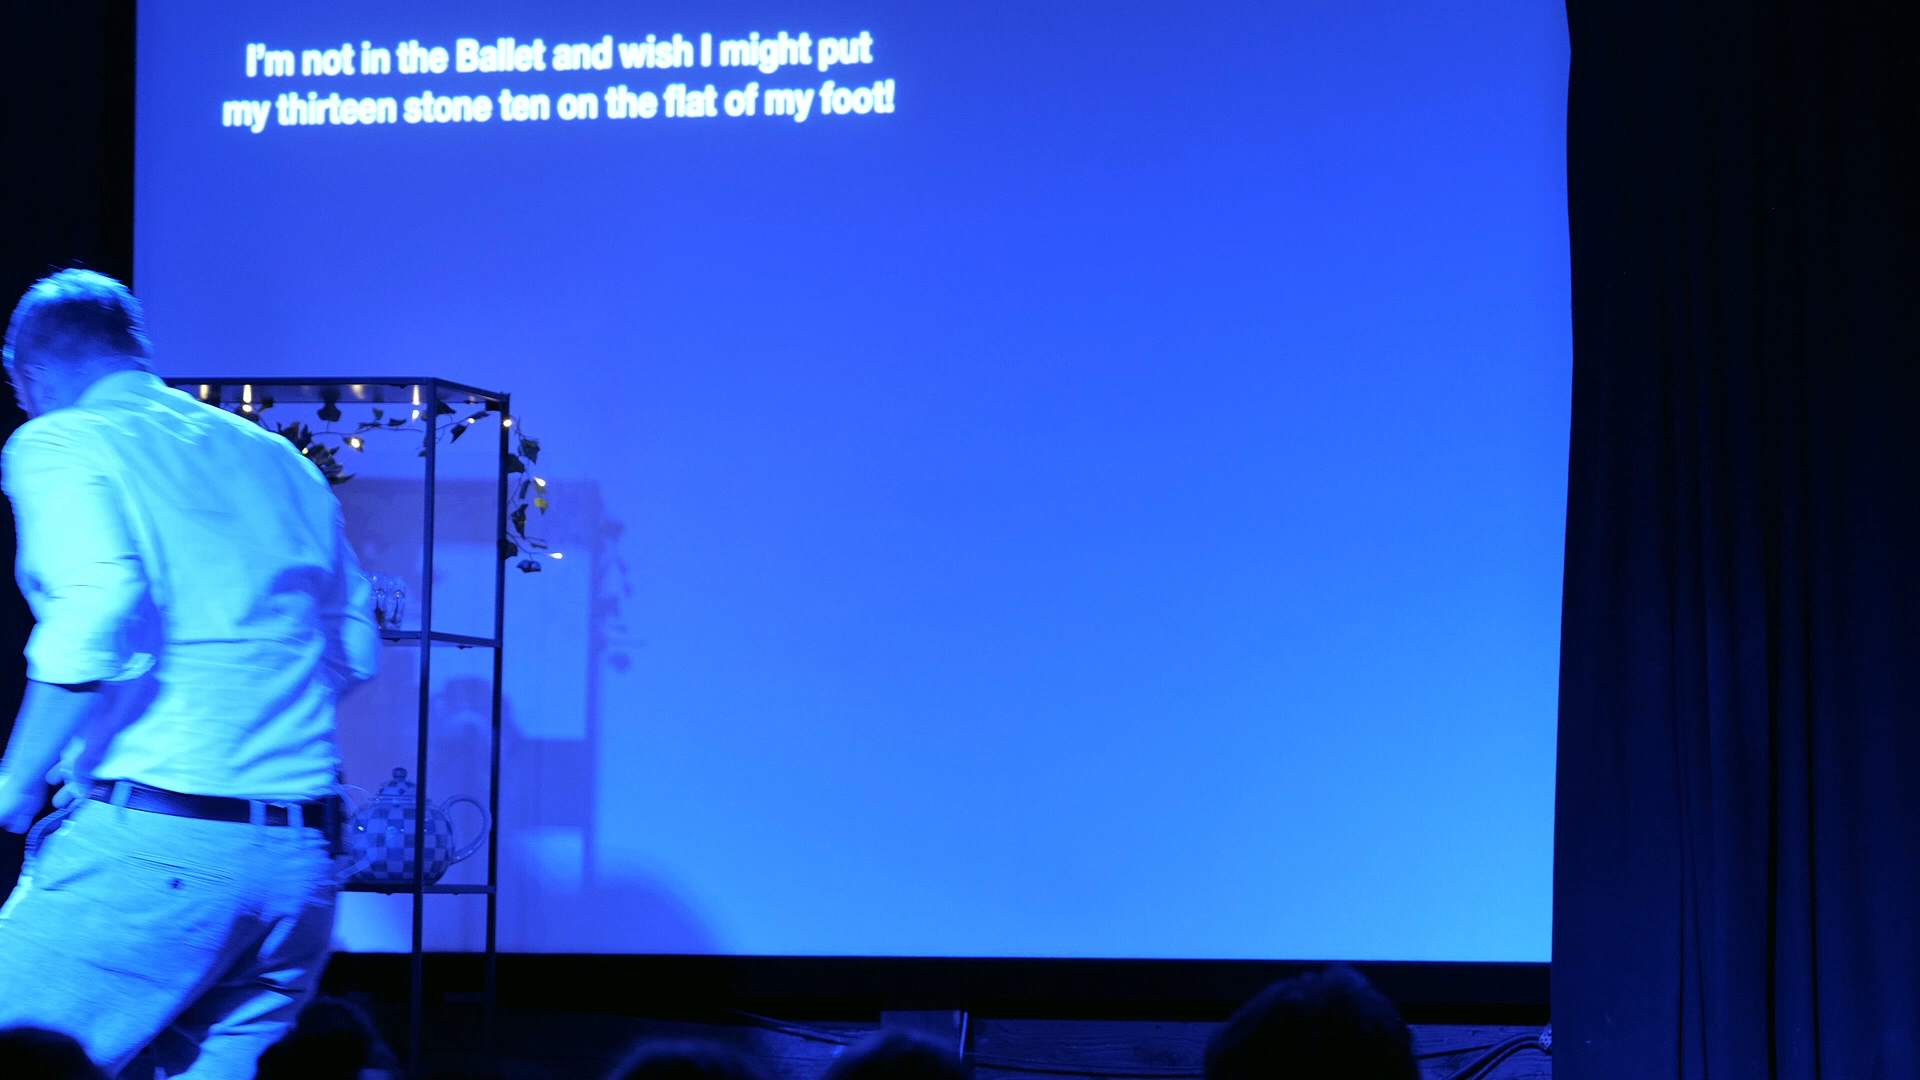 I'm not in the Ballet and wish I might put
my thirteen stone ten on the flat of my foot!